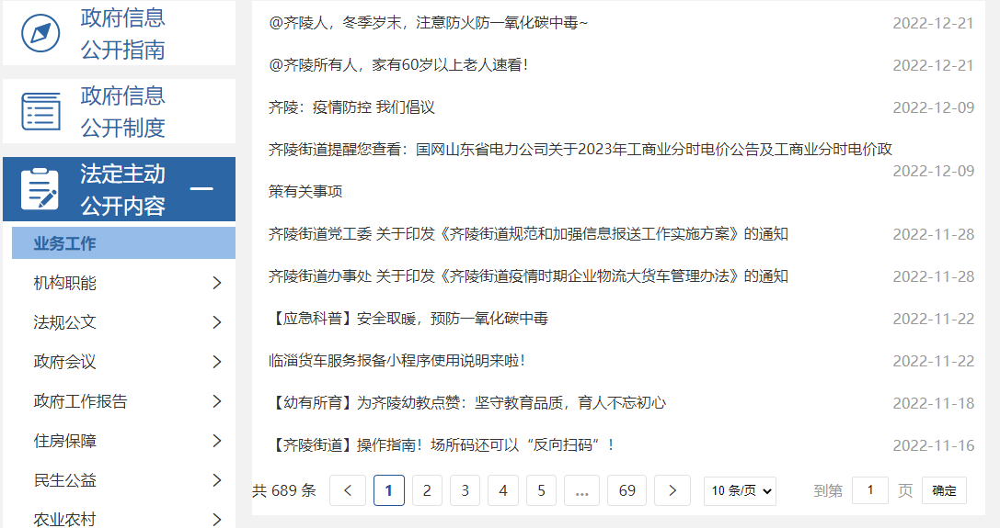 政府信息
公开指南
政府信息
公开制度
法定主动
公开内容
业务工作
机构职能
法规公文
政府会议
政府工作报告
住房保障
民生公益
农业农村
@齐陵人，冬季岁末，注意防火防一氧化碳中毒~ 2022-12-21
@齐陵所有人，家有60岁以上老人速看！ 2022-12-21
齐陵：疫情防控 我们倡议 2022-12-09
齐陵街道提醒您查看：国网山东省电力公司关于2023年工商业分时电价公告及工商业分时电价政
策有关事项 2022-12-09
齐陵街道党工委 关于印发《齐陵街道规范和加强信息报送工作实施方案》的通知 2022-11-28
齐陵街道办事处 关于印发《齐陵街道疫情时期企业物流大货车管理办法》的通知 2022-11-28
【应急科普】安全取暖，预防一氧化碳中毒 2022-11-22
临淄货车服务报备小程序使用说明来啦！ 2022-11-22
【幼有所育】为齐陵幼教点赞：坚守教育品质，育人不忘初心 2022-11-18
【齐陵街道】操作指南！场所码还可以“反向扫码”！ 2022-11-16
共 689 条 < 1 2 3 4 5 ... 69 > 10 条/页 到第 1 页 确定